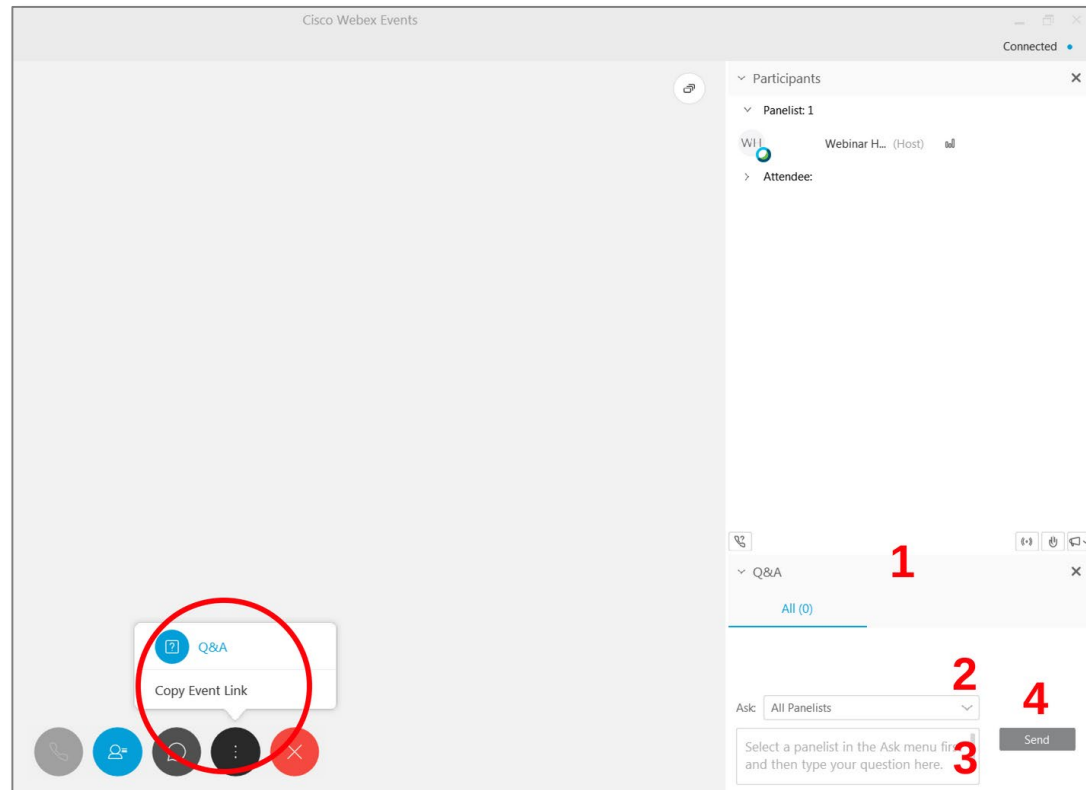 Cisco Webex Events
Connected
Participants
Panelist: 1
Webinar H... (Host)
Attendee:
1
Q&A
All (0)
Q&A
Copy Event Link
2
4
Ask: All Panelists
Send
Select a panelist in the Ask menu first
and then type your question here.
3